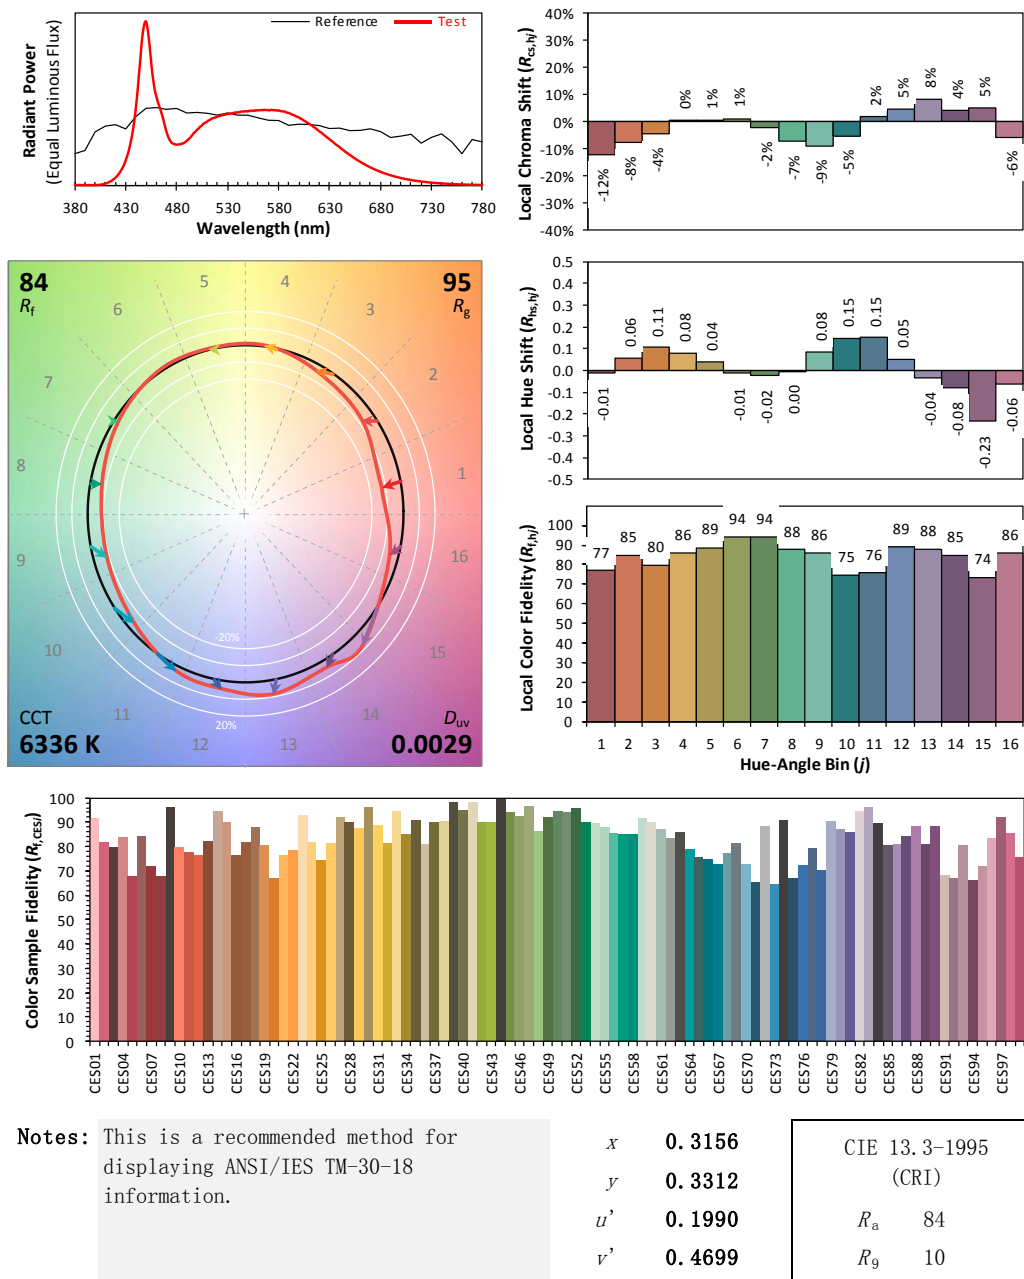 Reference Test
Radiant Power
(Equal Luminous Flux)
380 430 480 530 580 630 680 730 780
Wavelength (nm)
Local Chroma Shift (Rcs,hj)
40%
30%
20%
10%
0%
-10%
-20%
-30%
-40%
-12% -8% -4% 0% 1% 1% -2% -7% -9% -5% 2% 5% 8% 4% 5% -6%
84
Rf
95
Rg
5 4
6 3
7 2
8 1
9 16
10 15
11 14
12 13
-20%
20%
CCT
6336 K
Duv
0.0029
Local Hue Shift (Rhs,hj)
0.5
0.4
0.3
0.2
0.1
0.0
-0.1
-0.2
-0.3
-0.4
-0.5
-0.01 0.06 0.11 0.08 0.04 -0.01 -0.02 0.00 0.08 0.15 0.15 0.05 -0.04 -0.08 -0.23 -0.06
Local Color Fidelity (Rf,hj)
100
90
80
70
60
50
40
30
20
10
0
77 85 80 86 89 94 94 88 86 75 76 89 88 85 74 86
1 2 3 4 5 6 7 8 9 10 11 12 13 14 15 16
Hue-Angle Bin (j)
Color Sample Fidelity (Rf,CESi)
100
90
80
70
60
50
40
30
20
10
0
CES01 CES04 CES07 CES10 CES13 CES16 CES19 CES22 CES25 CES28 CES31 CES34 CES37 CES40 CES43 CES46 CES49 CES52 CES55 CES58 CES61 CES64 CES67 CES70 CES73 CES76 CES79 CES82 CES85 CES88 CES91 CES94 CES97
Notes: This is a recommended method for
displaying ANSI/IES TM-30-18
information.
x 0.3156
y 0.3312
u' 0.1990
v' 0.4699
CIE 13.3-1995
(CRI)
Ra 84
R9 10